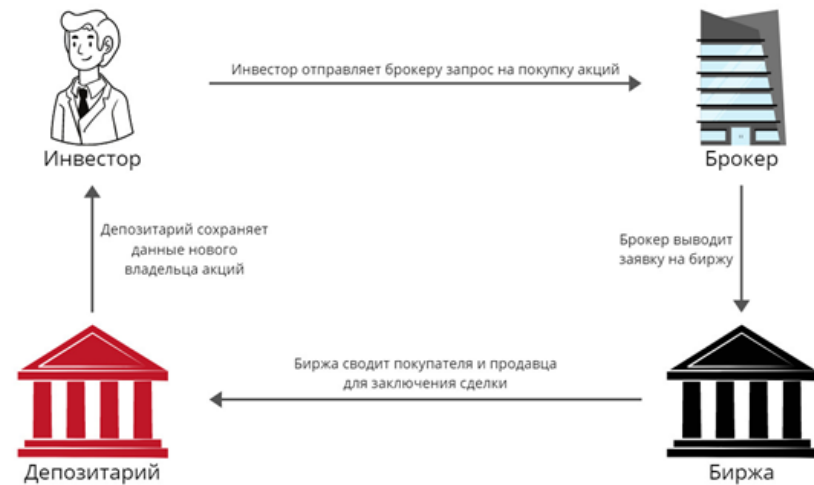 Инвестор отправляет брокеру запрос на покупку акций
Инвестор
Брокер
Депозитарий сохраняет
данные нового
владельца акций
Брокер выводит
заявку на биржу
Биржа сводит покупателя и продавца
для заключения сделки
Депозитарий
Биржа